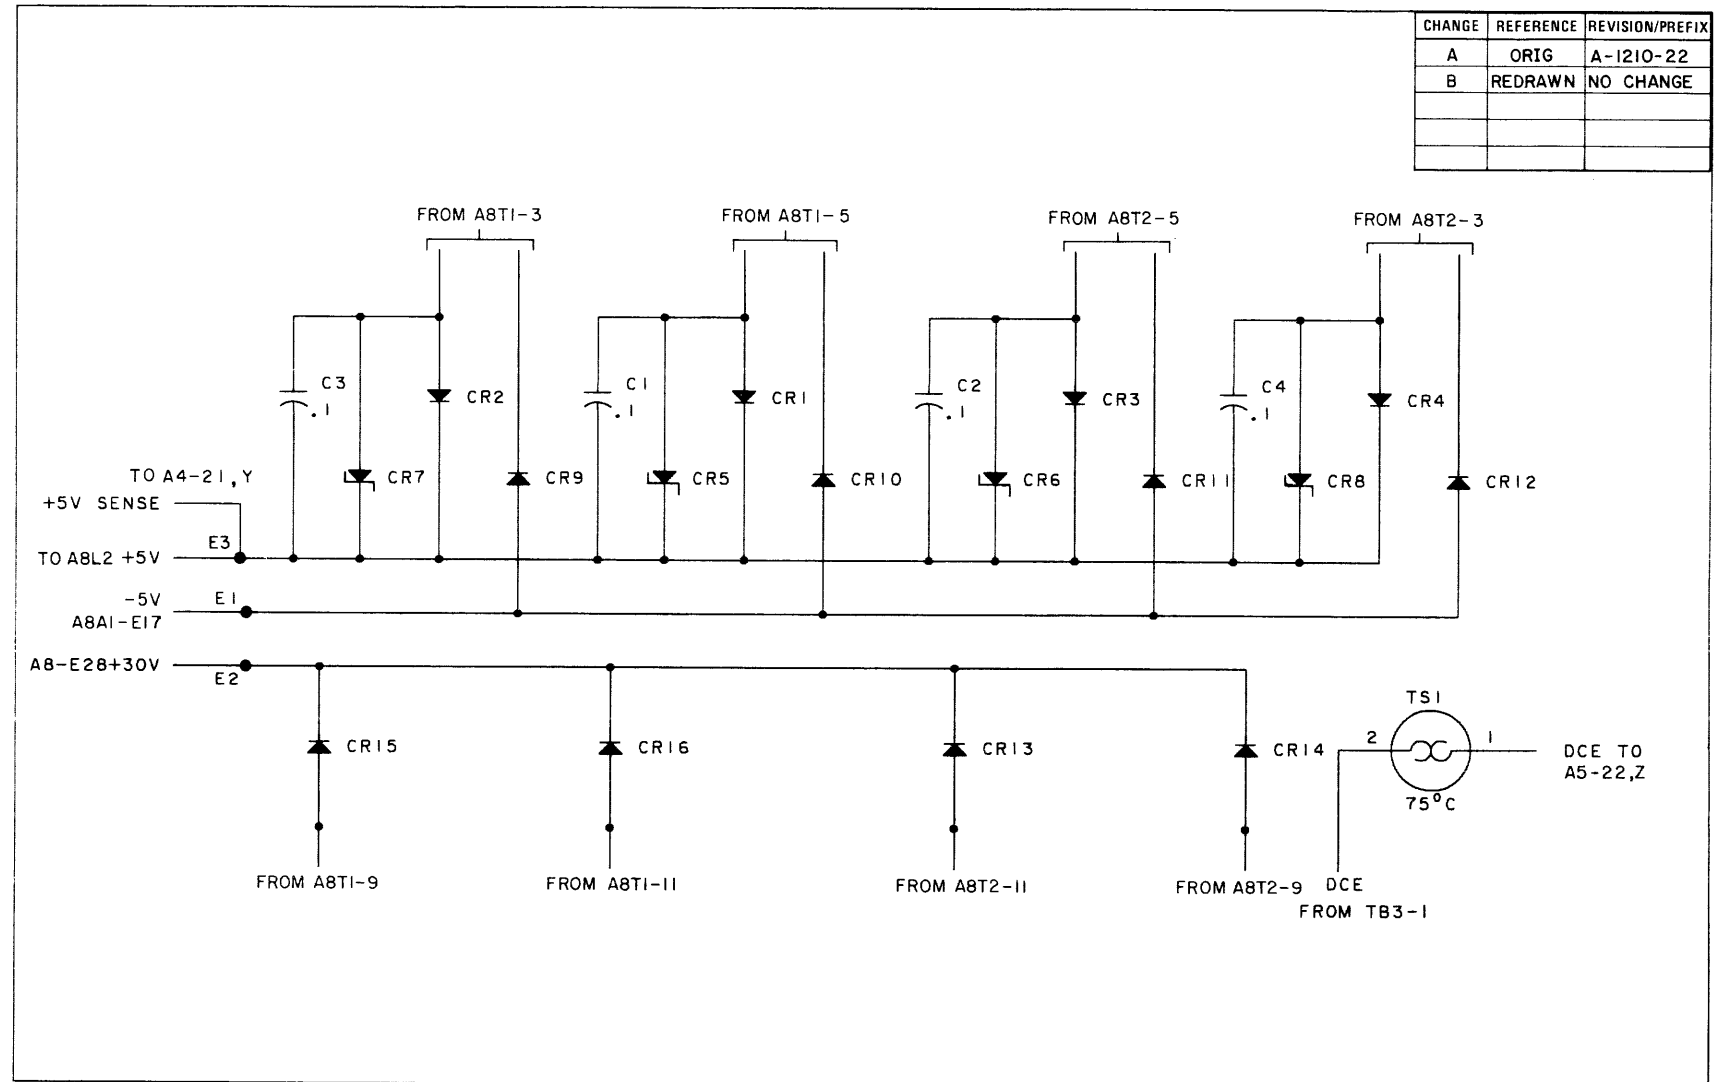 CHANGE REFERENCE REVISION/PREFIX
A ORIG A-1210-22
B REDRAWN NO CHANGE
FROM A8T1-3
FROM A8T1-5
FROM A8T2-5
FROM A8T2-3
C3
.1
CR2
C1
.1
CR1
C2
.1
CR3
C4
.1
CR4
TO A4-21, Y
+5V SENSE
CR7
CR9
CR5
CR10
CR6
CR11
CR8
CR12
E3
TO A8L2 +5V
-5V
E1
A8A1-E17
A8-E28+30V
E2
CR15
CR16
CR13
CR14
TS1
2
1
75°C
DCE TO
A5-22,Z
FROM A8T1-9
FROM A8T1-11
FROM A8T2-11
FROM A8T2-9
DCE
FROM TB3-1